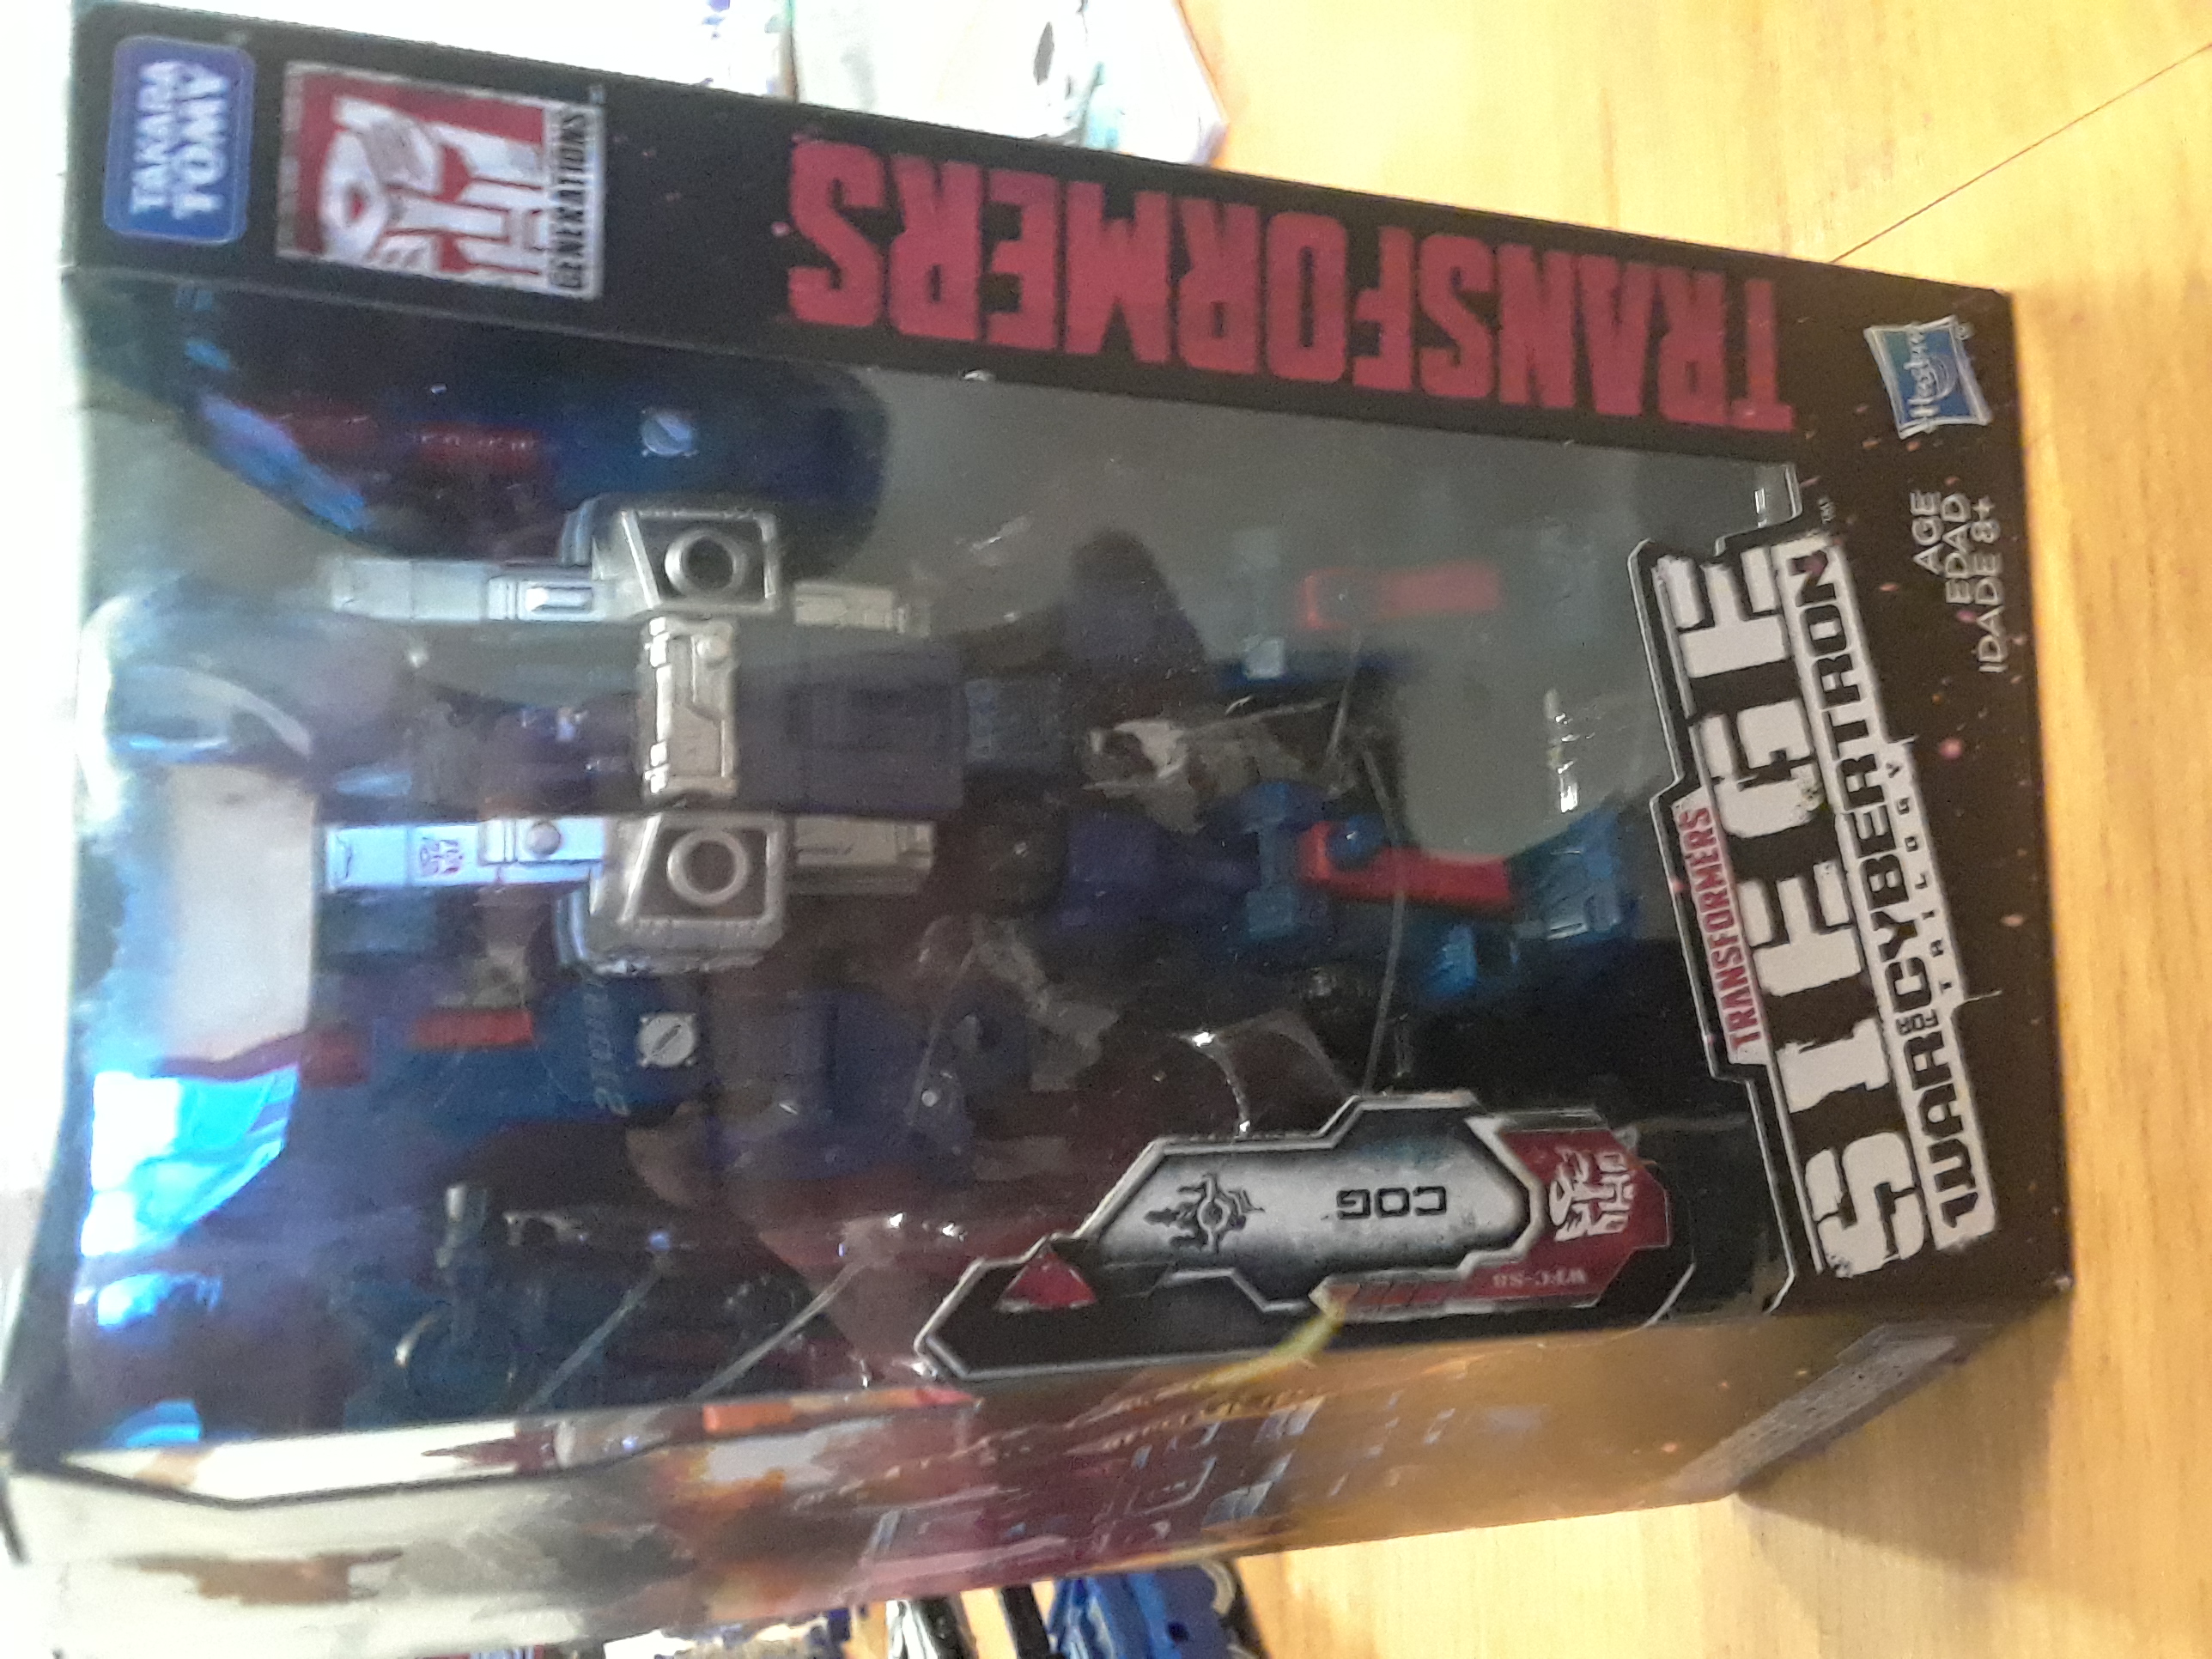 TAKARA
TOMY
GENERATIONS
TRANSFORMERS
Hasbro
AGE
EDAD
IDADE 8+
TRANSFORMERS
SIEGE
WAR FOR CYBERTRON
TRILOGY
COG
WFC-S8